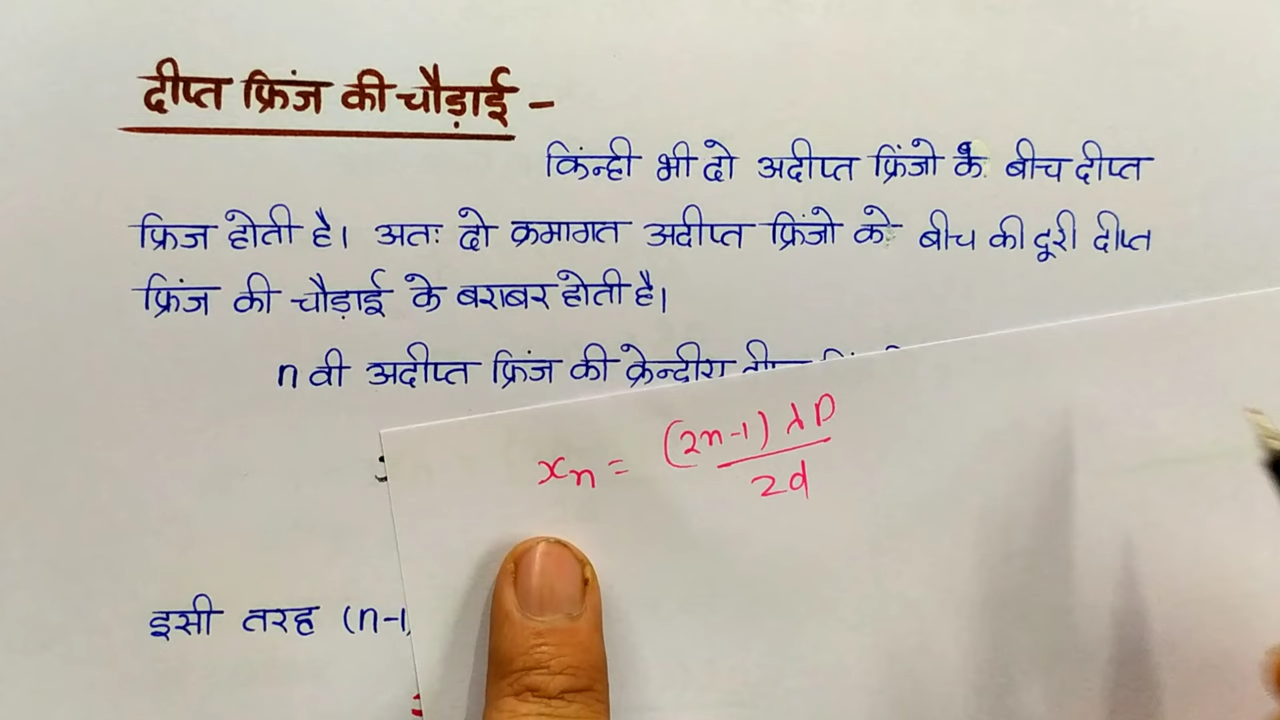 दीप्त फ्रिंज की चौड़ाई -
किंन्ही भी दो अदीप्त फ्रिंजो के बीच दीप्त
फ्रिज होती है। अतः दो क्रमागत अदीप्त फ्रिंजो के बीच की दूरी दीप्त
फ्रिंज की चौड़ाई के बराबर होती है।
n वी अदीप्त फ्रिंज की केन्द्रीय
xn = (2n-1) λD / 2d
इसी तरह (n-1